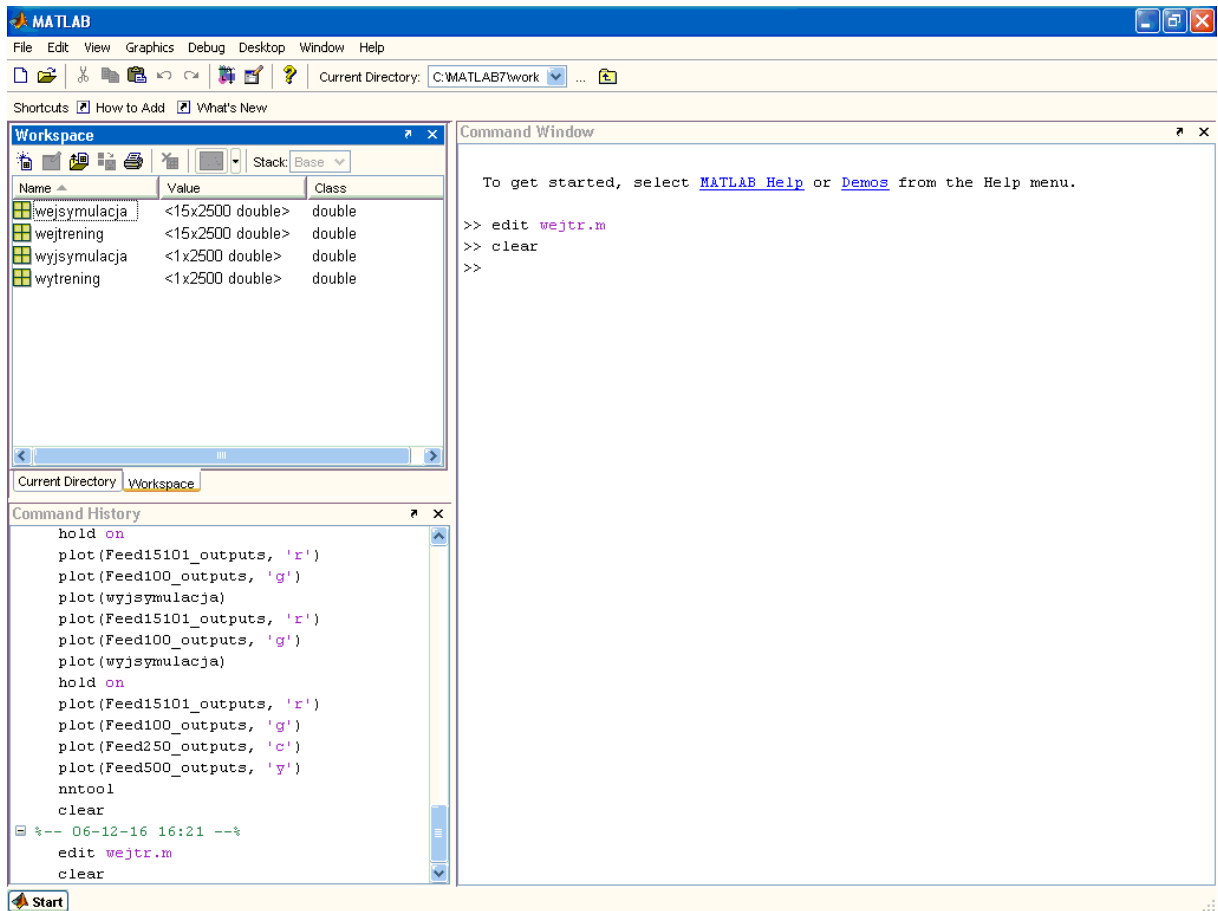 MATLAB
File Edit View Graphics Debug Desktop Window Help
Current Directory: C:\MATLAB7\work ...
Shortcuts How to Add What's New
Workspace
Stack: Base
Name Value Class
wejsymulacja <15x2500 double> double
wejtrening <15x2500 double> double
wyjsymulacja <1x2500 double> double
wytrening <1x2500 double> double
Current Directory Workspace
Command History
hold on
plot(Feed15101_outputs, 'r')
plot(Feed100_outputs, 'g')
plot(wyjsymulacja)
plot(Feed15101_outputs, 'r')
plot(Feed100_outputs, 'g')
plot(wyjsymulacja)
hold on
plot(Feed15101_outputs, 'r')
plot(Feed100_outputs, 'g')
plot(Feed250_outputs, 'c')
plot(Feed500_outputs, 'y')
nntool
clear
%-- 06-12-16 16:21 --%
edit wejtr.m
clear
Command Window
To get started, select MATLAB Help or Demos from the Help menu.
>> edit wejtr.m
>> clear
>>
Start